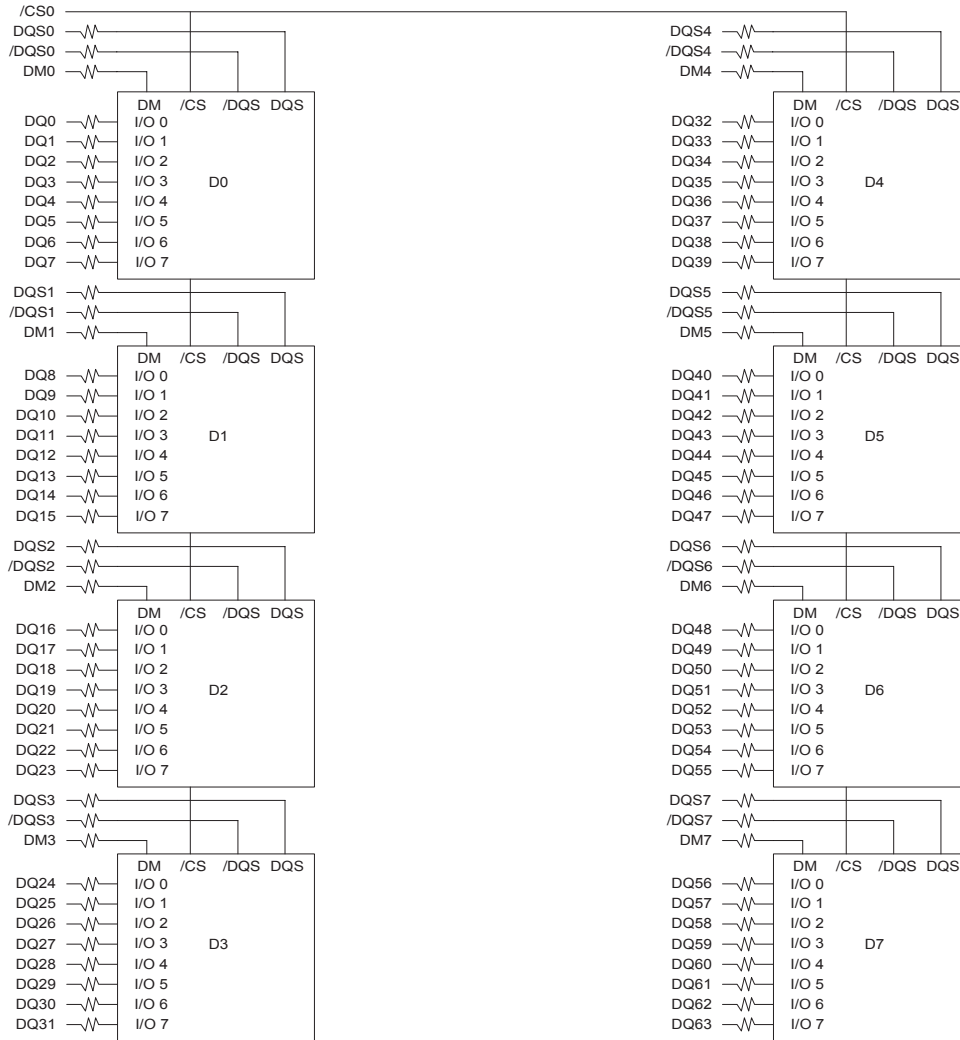 /CS0
DQS0
/DQS0
DM0
DM /CS /DQS DQS
DQ0 I/O 0
DQ1 I/O 1
DQ2 I/O 2
DQ3 I/O 3 D0
DQ4 I/O 4
DQ5 I/O 5
DQ6 I/O 6
DQ7 I/O 7
DQS1
/DQS1
DM1
DM /CS /DQS DQS
DQ8 I/O 0
DQ9 I/O 1
DQ10 I/O 2
DQ11 I/O 3 D1
DQ12 I/O 4
DQ13 I/O 5
DQ14 I/O 6
DQ15 I/O 7
DQS2
/DQS2
DM2
DM /CS /DQS DQS
DQ16 I/O 0
DQ17 I/O 1
DQ18 I/O 2
DQ19 I/O 3 D2
DQ20 I/O 4
DQ21 I/O 5
DQ22 I/O 6
DQ23 I/O 7
DQS3
/DQS3
DM3
DM /CS /DQS DQS
DQ24 I/O 0
DQ25 I/O 1
DQ26 I/O 2
DQ27 I/O 3 D3
DQ28 I/O 4
DQ29 I/O 5
DQ30 I/O 6
DQ31 I/O 7
DQS4
/DQS4
DM4
DM /CS /DQS DQS
DQ32 I/O 0
DQ33 I/O 1
DQ34 I/O 2
DQ35 I/O 3 D4
DQ36 I/O 4
DQ37 I/O 5
DQ38 I/O 6
DQ39 I/O 7
DQS5
/DQS5
DM5
DM /CS /DQS DQS
DQ40 I/O 0
DQ41 I/O 1
DQ42 I/O 2
DQ43 I/O 3 D5
DQ44 I/O 4
DQ45 I/O 5
DQ46 I/O 6
DQ47 I/O 7
DQS6
/DQS6
DM6
DM /CS /DQS DQS
DQ48 I/O 0
DQ49 I/O 1
DQ50 I/O 2
DQ51 I/O 3 D6
DQ52 I/O 4
DQ53 I/O 5
DQ54 I/O 6
DQ55 I/O 7
DQS7
/DQS7
DM7
DM /CS /DQS DQS
DQ56 I/O 0
DQ57 I/O 1
DQ58 I/O 2
DQ59 I/O 3 D7
DQ60 I/O 4
DQ61 I/O 5
DQ62 I/O 6
DQ63 I/O 7